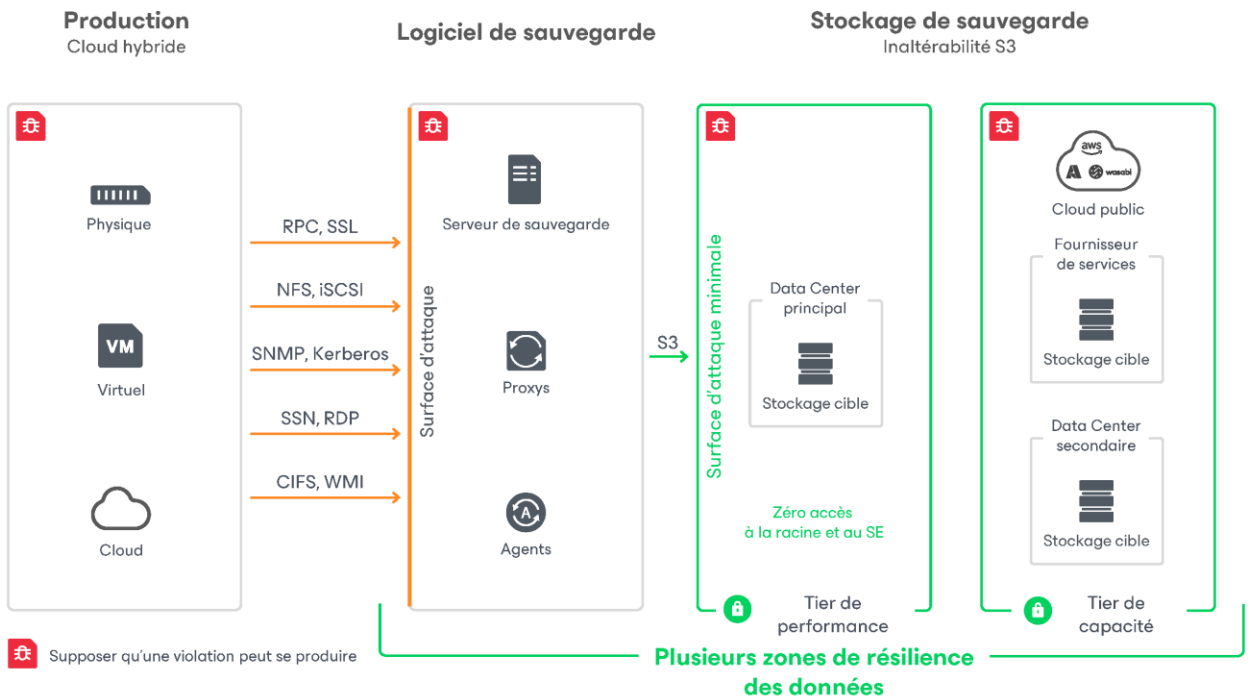 Production
Cloud hybride
Logiciel de sauvegarde
Stockage de sauvegarde
Inaltérabilité S3
Physique
VM
Virtuel
Cloud
RPC, SSL
NFS, iSCSI
SNMP, Kerberos
SSN, RDP
CIFS, WMI
Surface d'attaque
Serveur de sauvegarde
Proxys
A
Agents
S3
Surface d'attaque minimale
Data Center
principal
Stockage cible
Zéro accès
à la racine et au SE
Tier de
performance
aws
wasabi
Cloud public
Fournisseur
de services
Stockage cible
Data Center
secondaire
Stockage cible
Tier de
capacité
Supposer qu'une violation peut se produire
Plusieurs zones de résilience
des données